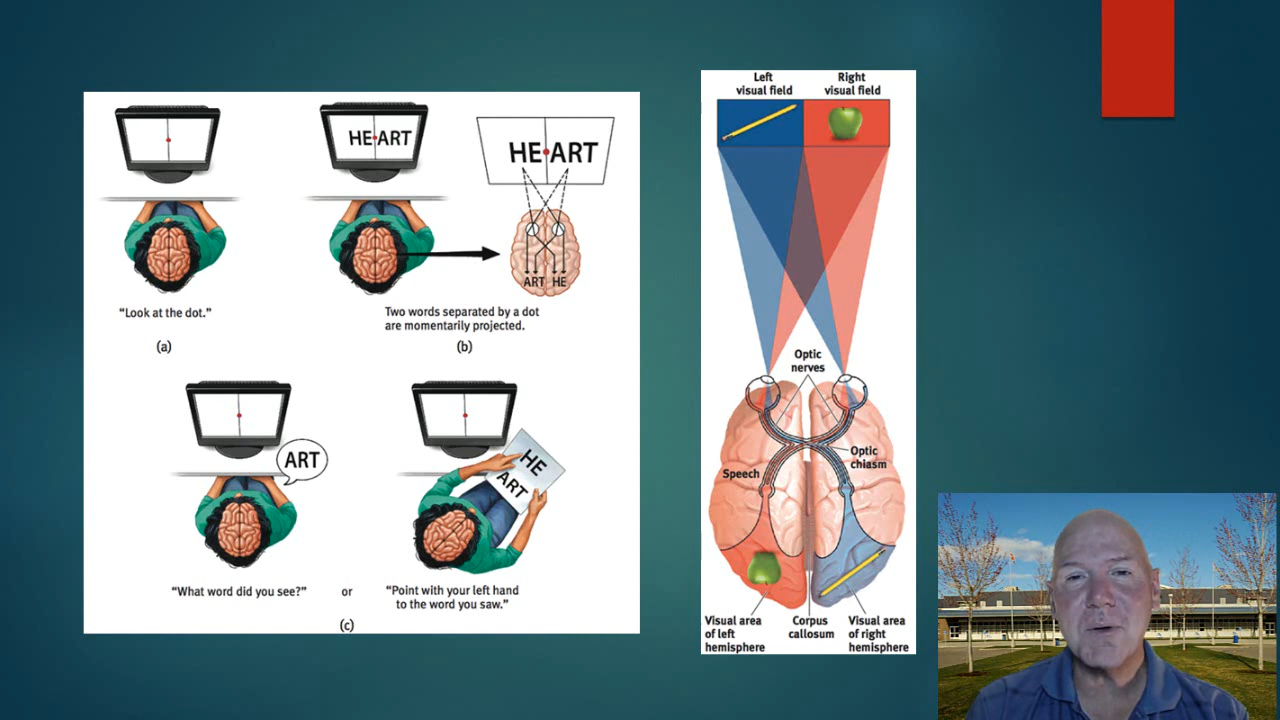 HE ART
HE ART
ART HE
“Look at the dot.”
Two words separated by a dot
are momentarily projected.
(a)
(b)
ART
HE
ART
“What word did you see?”
or
“Point with your left hand
to the word you saw.”
(c)
Left
visual field
Right
visual field
Optic
nerves
Optic
chiasm
Speech
Visual area
of left
hemisphere
Corpus
callosum
Visual area
of right
hemisphere